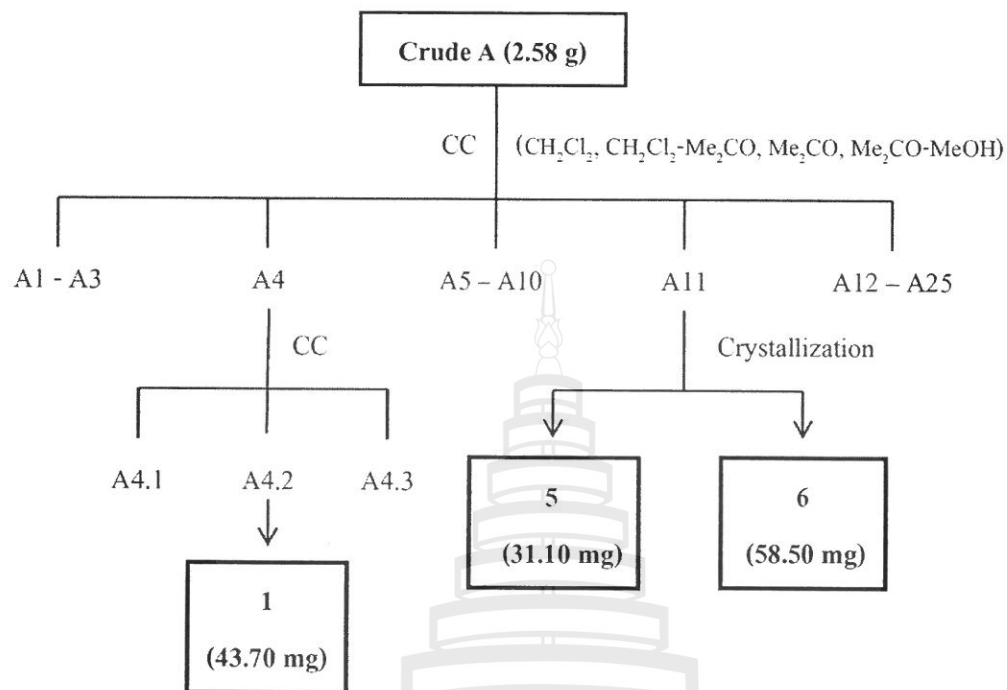 Crude A (2.58 g)
CC (CH₂Cl₂, CH₂Cl₂-Me₂CO, Me₂CO, Me₂CO-MeOH)
A1 - A3 A4 A5 – A10 A11 A12 – A25
CC Crystallization
A4.1 A4.2 A4.3
5 6
(31.10 mg) (58.50 mg)
1
(43.70 mg)